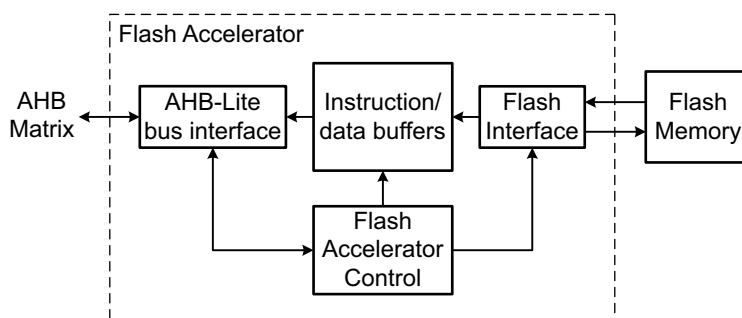 Flash Accelerator
AHB
Matrix
AHB-Lite
bus interface
Instruction/
data buffers
Flash
Interface
Flash
Memory
Flash
Accelerator
Control